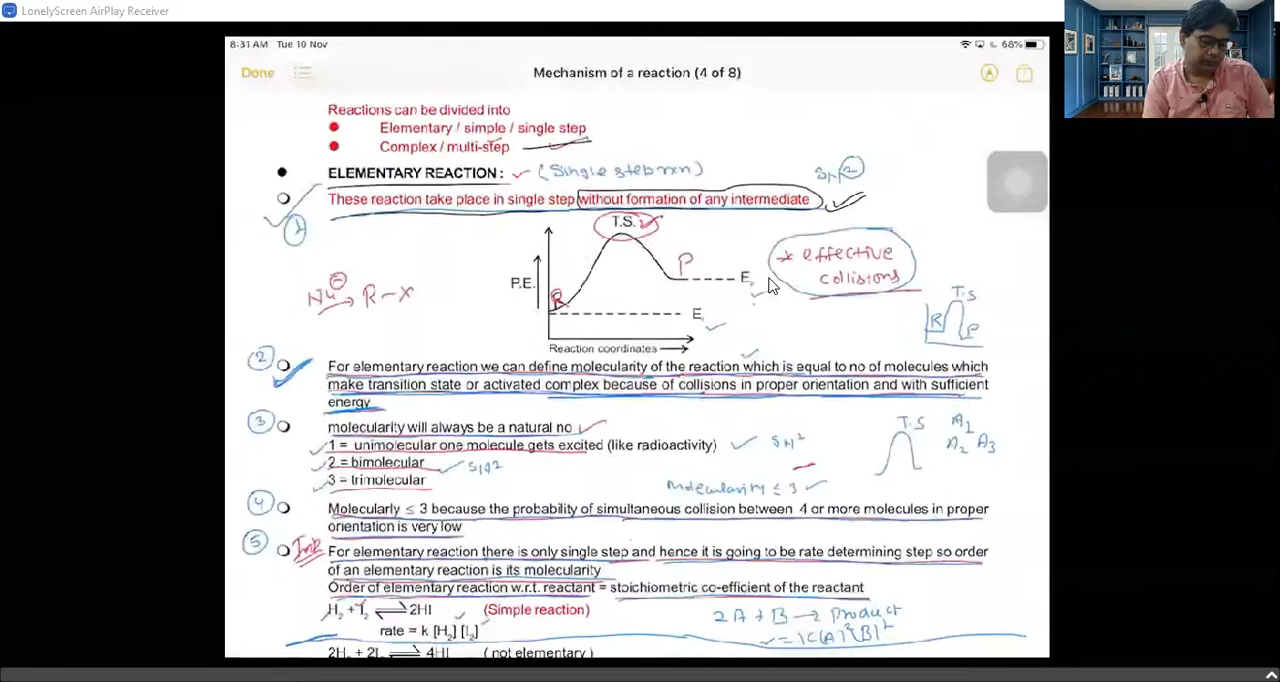 LonelyScreen AirPlay Receiver
8:31 AM Tue 10 Nov
68%
Done
Mechanism of a reaction (4 of 8)
Reactions can be divided into
Elementary / simple / single step
Complex / multi-step
ELEMENTARY REACTION : (Single step rxn)
SN2
These reaction take place in single step without formation of any intermediate
1
T.S.
P
* effective
collisions
P.E.
E
R
Nu⊖ R-X
T.S
R
P
E
Reaction coordinates
2
For elementary reaction we can define molecularity of the reaction which is equal to no of molecules which
make transition state or activated complex because of collisions in proper orientation and with sufficient
energy
3
molecularity will always be a natural no
T.S A1
A2 A3
1 = unimolecular one molecule gets excited (like radioactivity)
2 = bimolecular
3 = trimolecular
Molecularity ≤ 3
4
Molecularly ≤ 3 because the probability of simultaneous collision between 4 or more molecules in proper
orientation is very low
5
Imp
For elementary reaction there is only single step and hence it is going to be rate determining step so order
of an elementary reaction is its molecularity
Order of elementary reaction w.r.t. reactant = stoichiometric co-efficient of the reactant
H2 + I2 ⇌ 2HI (Simple reaction)
2A + B → Product
rate = k [H2] [I2]
2H2 + 2I2 ⇌ 4HI ( not elementary )